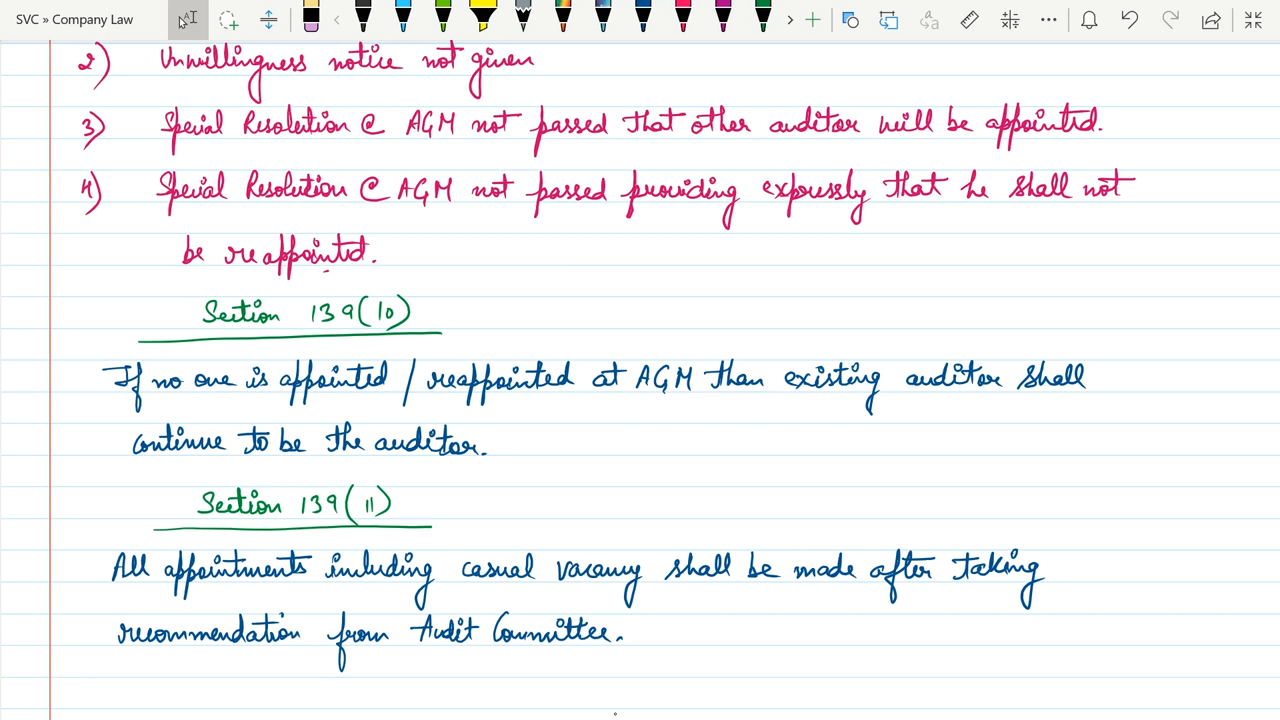 SVC » Company Law
2) Unwillingness notice not given
3) Special Resolution @ AGM not passed that other auditor will be appointed.
4) Special Resolution @ AGM not passed providing expressly that he shall not
be reappointed.
Section 139(10)
If no one is appointed / reappointed at AGM than existing auditor shall
continue to be the auditor.
Section 139(11)
All appointments including casual vacancy shall be made after taking
recommendation from Audit Committee.